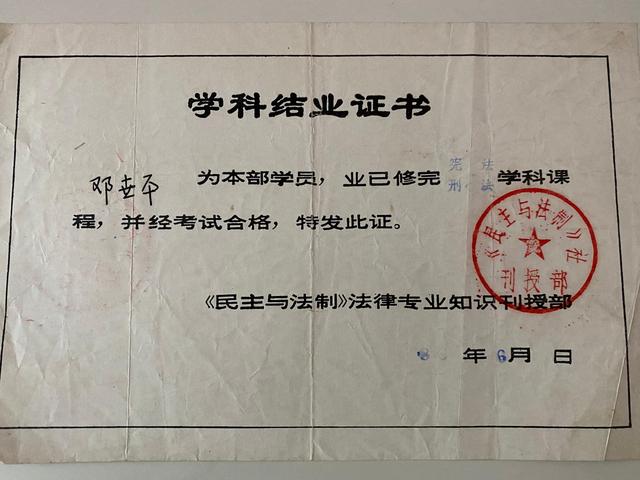 学科结业证书
邓世平 为本部学员，业已修完 宪法 刑法 学科课
程，并经考试合格，特发此证。
《民主与法制》社
刊授部
《民主与法制》法律专业知识刊授部
年6月 日